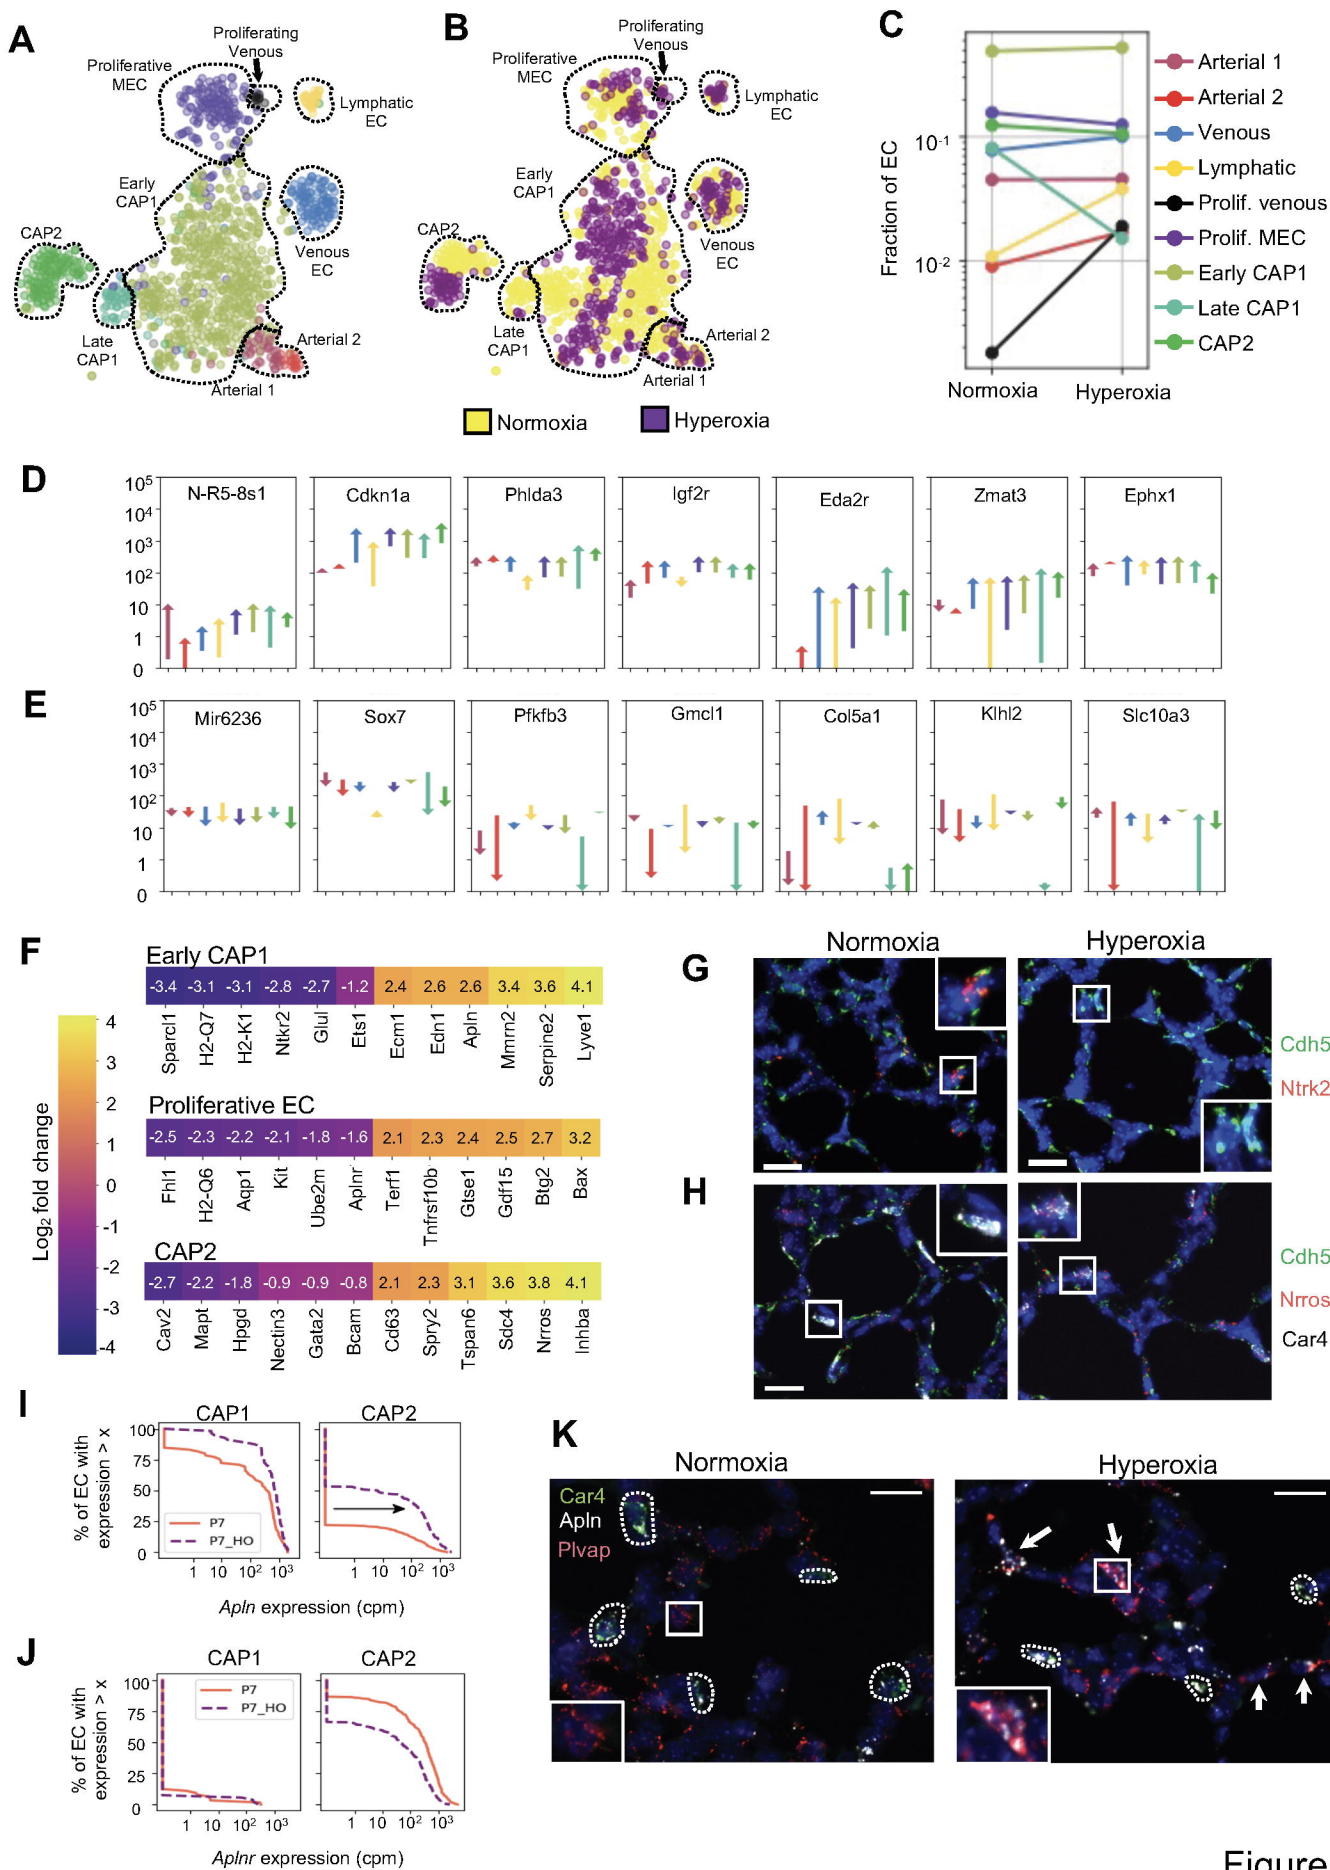 A
Proliferating
Venous
Proliferative
MEC
Lymphatic
EC
Early
CAP1
CAP2
Venous
EC
Late
CAP1
Arterial 2
Arterial 1
B
Proliferating
Venous
Proliferative
MEC
Lymphatic
EC
Early
CAP1
CAP2
Venous
EC
Late
CAP1
Arterial 2
Arterial 1
Normoxia
Hyperoxia
C
Fraction of EC
10-1
10-2
Normoxia
Hyperoxia
Arterial 1
Arterial 2
Venous
Lymphatic
Prolif. venous
Prolif. MEC
Early CAP1
Late CAP1
CAP2
D
10⁵
10⁴
10³
10²
10
1
0
N-R5-8s1
Cdkn1a
Phlda3
Igf2r
Eda2r
Zmat3
Ephx1
E
10⁵
10⁴
10³
10²
10
1
0
Mir6236
Sox7
Pfkfb3
Gmcl1
Col5a1
Klhl2
Slc10a3
F
Log₂ fold change
4
3
2
1
0
-1
-2
-3
-4
Early CAP1
-3.4 -3.1 -3.1 -2.8 -2.7 -1.2 2.4 2.6 2.6 3.4 3.6 4.1
Sparcl1 H2-Q7 H2-K1 Ntkr2 Glul Ets1 Ecm1 Edn1 Apln Mmrn2 Serpine2 Lyve1
Proliferative EC
-2.5 -2.3 -2.2 -2.1 -1.8 -1.6 2.1 2.3 2.4 2.5 2.7 3.2
Fhl1 H2-Q6 Aqp1 Kit Ube2m Aplnr Terf1 Tnfrsf10b Gtse1 Gdf15 Btg2 Bax
CAP2
-2.7 -2.2 -1.8 -0.9 -0.9 -0.8 2.1 2.3 3.1 3.6 3.8 4.1
Cav2 Mapt Hpgd Nectin3 Gata2 Bcam Cd63 Spry2 Tspan6 Sdc4 Nrros Inhba
Normoxia
Hyperoxia
G
Cdh5
Ntrk2
H
Cdh5
Nrros
Car4
I
CAP1
CAP2
% of EC with
expression > x
100
75
50
25
0
P7
P7_HO
1 10 10² 10³
1 10 10² 10³
Apln expression (cpm)
J
CAP1
CAP2
% of EC with
expression > x
100
75
50
25
0
P7
P7_HO
1 10 10² 10³
1 10 10² 10³
Aplnr expression (cpm)
K
Normoxia
Hyperoxia
Car4
Apln
Plvap
Figure